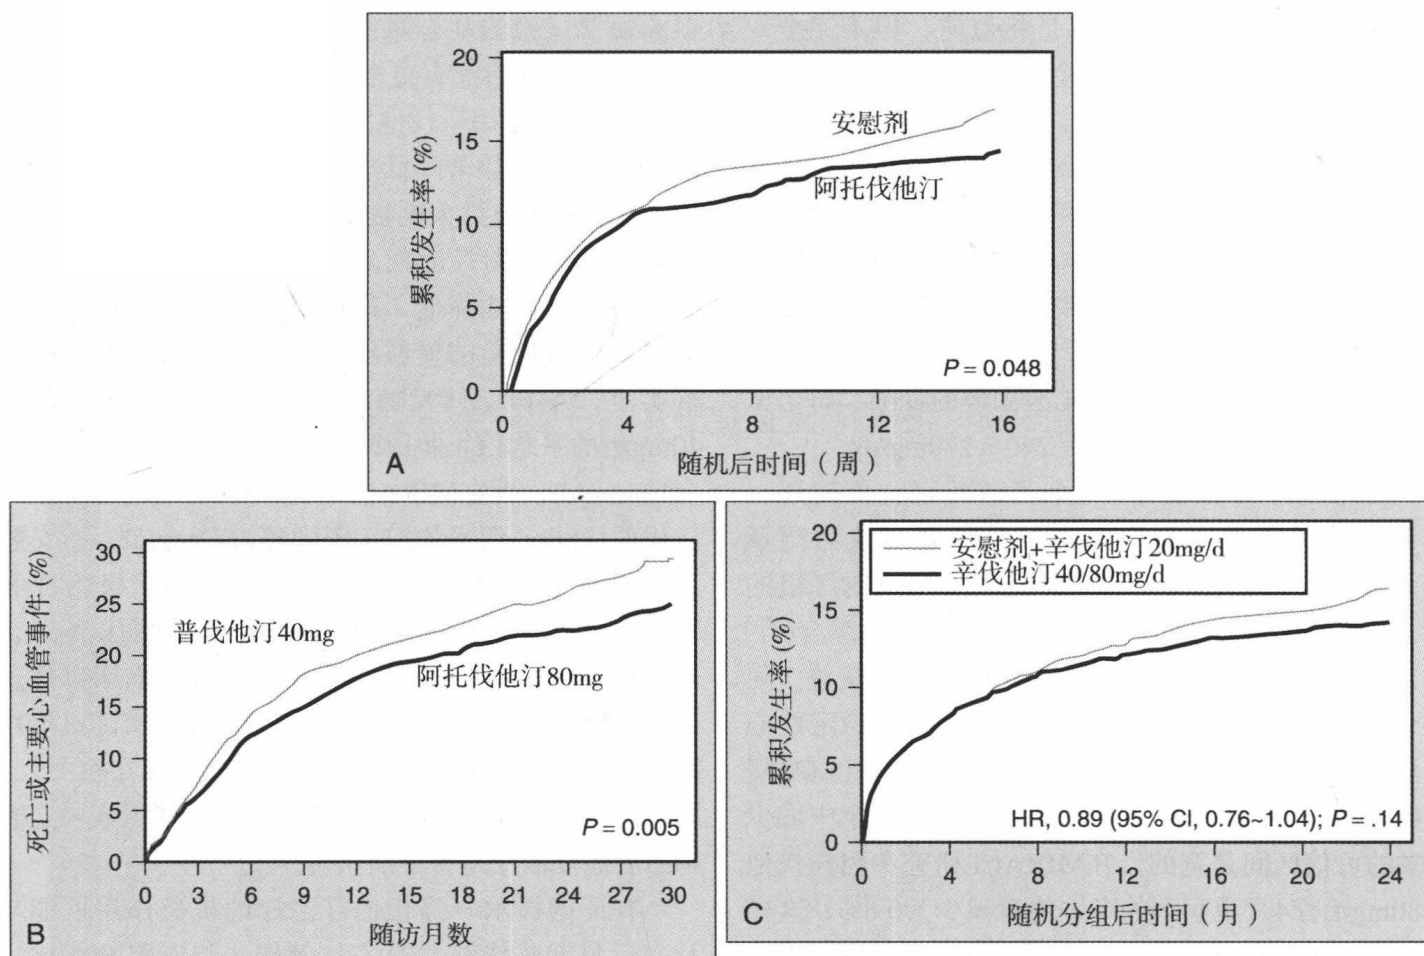 20
15
10
5
0
累积发生率 (%)
安慰剂
阿托伐他汀
P = 0.048
0 4 8 12 16
随机后时间（周）
A
30
25
20
15
10
5
0
死亡或主要心血管事件 (%)
普伐他汀40mg
阿托伐他汀80mg
P = 0.005
0 3 6 9 12 15 18 21 24 27 30
随访月数
B
20
15
10
5
0
累积发生率 (%)
安慰剂+辛伐他汀20mg/d
辛伐他汀40/80mg/d
HR, 0.89 (95% CI, 0.76~1.04); P = .14
0 4 8 12 16 20 24
随机分组后时间（月）
C